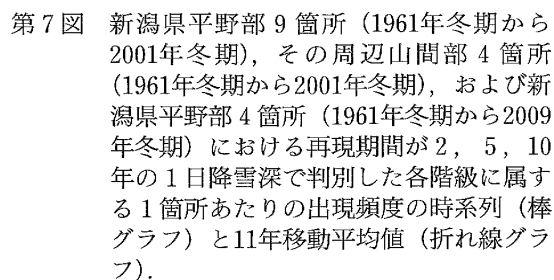 第7図 新潟県平野部9箇所（1961年冬期から
2001年冬期），その周辺山間部4箇所
（1961年冬期から2001年冬期），および新
潟県平野部4箇所（1961年冬期から2009
年冬期）における再現期間が2，5，10
年の1日降雪深で判別した各階級に属す
る1箇所あたりの出現頻度の時系列（棒
グラフ）と11年移動平均値（折れ線グラ
フ）．